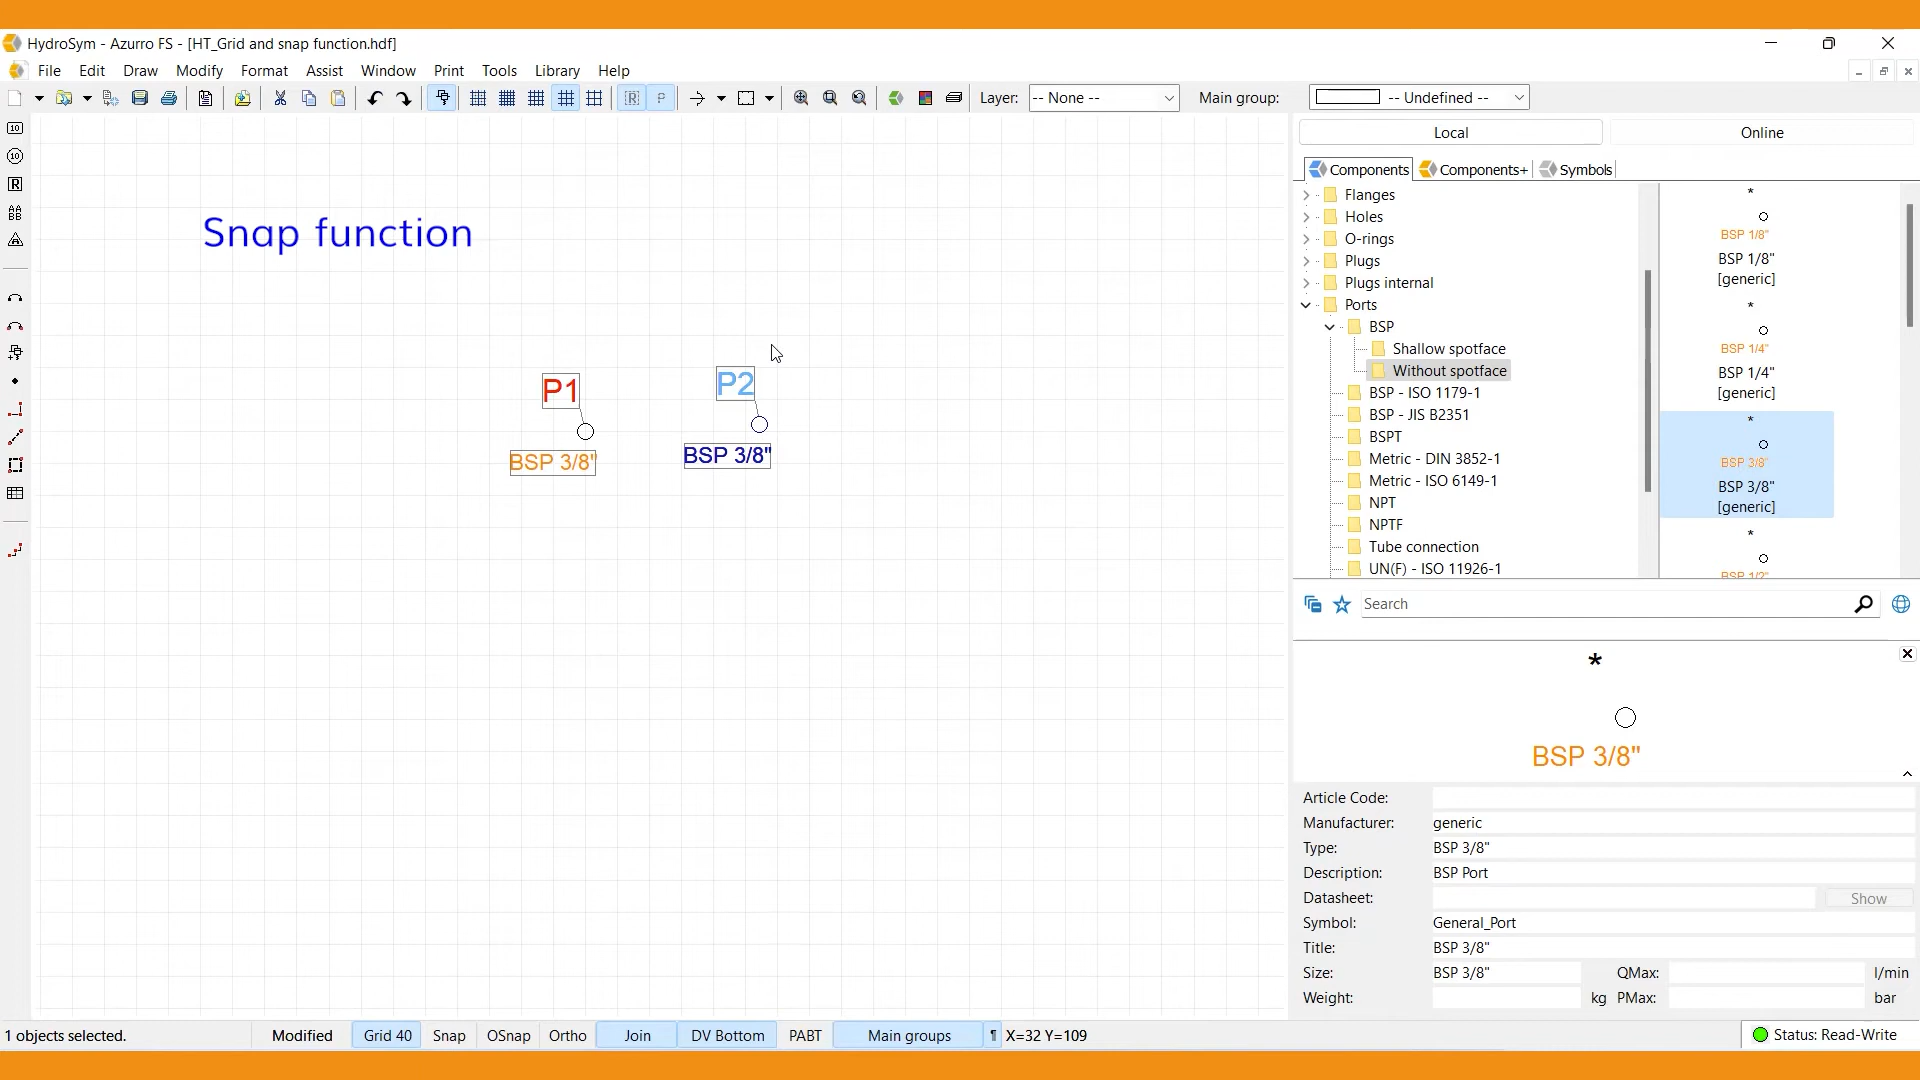 HydroSym - Azurro FS - [HT_Grid and snap function.hdf]
File Edit Draw Modify Format Assist Window Print Tools Library Help
R P Layer: -- None -- Main group: -- Undefined --
10
10
R
AA
BB
A
Snap function
P1
BSP 3/8"
P2
BSP 3/8"
Local Online
Components Components+ Symbols
Flanges
Holes
O-rings
Plugs
Plugs internal
Ports
BSP
Shallow spotface
Without spotface
BSP - ISO 1179-1
BSP - JIS B2351
BSPT
Metric - DIN 3852-1
Metric - ISO 6149-1
NPT
NPTF
Tube connection
UN(F) - ISO 11926-1
*
BSP 1/8"
BSP 1/8"
[generic]
*
BSP 1/4"
BSP 1/4"
[generic]
*
BSP 3/8"
BSP 3/8"
[generic]
*
BSP 1/2"
Search
*
BSP 3/8"
Article Code:
Manufacturer: generic
Type: BSP 3/8"
Description: BSP Port
Datasheet: Show
Symbol: General_Port
Title: BSP 3/8"
Size: BSP 3/8" QMax: l/min
Weight: kg PMax: bar
1 objects selected. Modified Grid 40 Snap OSnap Ortho Join DV Bottom PABT Main groups ¶ X=32 Y=109 Status: Read-Write